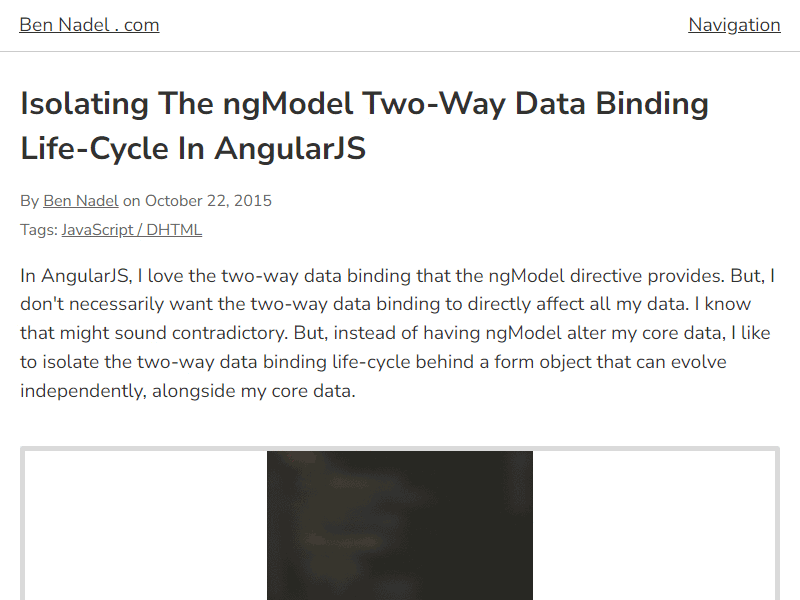 Ben Nadel . com
Navigation
Isolating The ngModel Two-Way Data Binding
Life-Cycle In AngularJS
By Ben Nadel on October 22, 2015
Tags: JavaScript / DHTML
In AngularJS, I love the two-way data binding that the ngModel directive provides. But, I
don't necessarily want the two-way data binding to directly affect all my data. I know
that might sound contradictory. But, instead of having ngModel alter my core data, I like
to isolate the two-way data binding life-cycle behind a form object that can evolve
independently, alongside my core data.